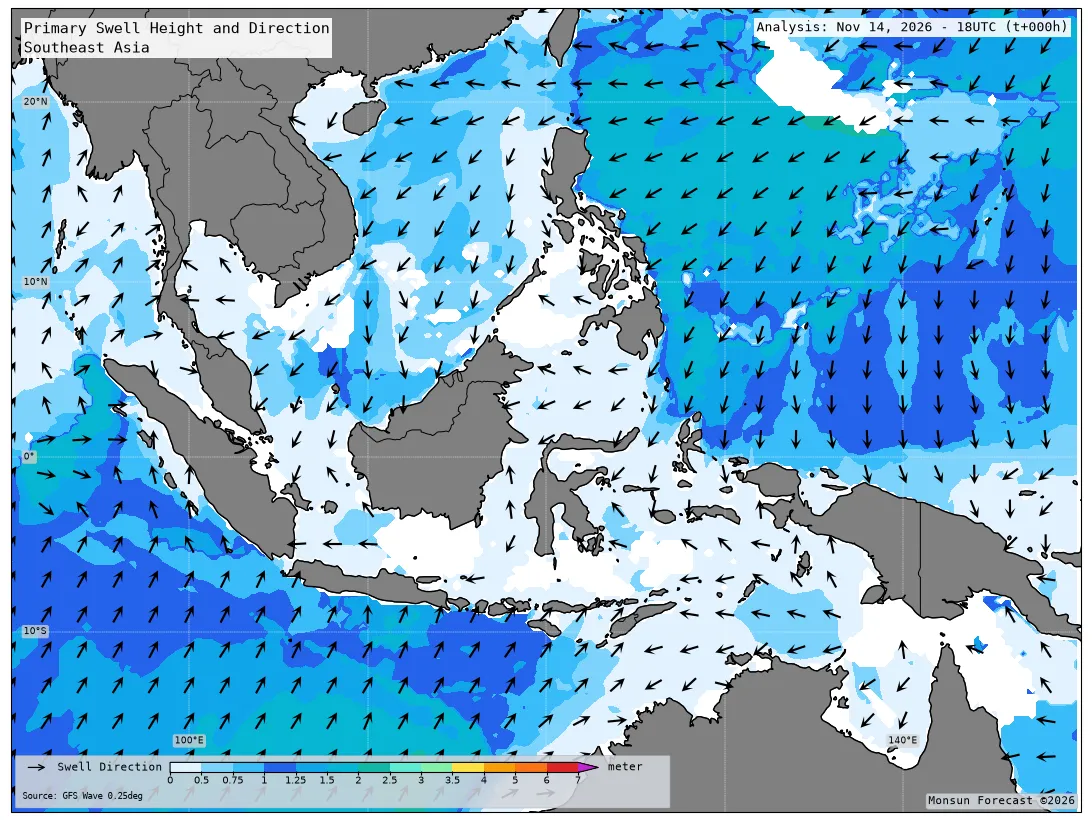 Primary Swell Height and Direction
Southeast Asia
Analysis: Nov 14, 2026 - 18UTC (t+000h)
20°N
10°N
0°
10°S
100°E
140°E
Swell Direction
0 0.5 0.75 1 1.25 1.5 2 2.5 3 3.5 4 5 6 7
meter
Source: GFS Wave 0.25deg
Monsun Forecast ©2026